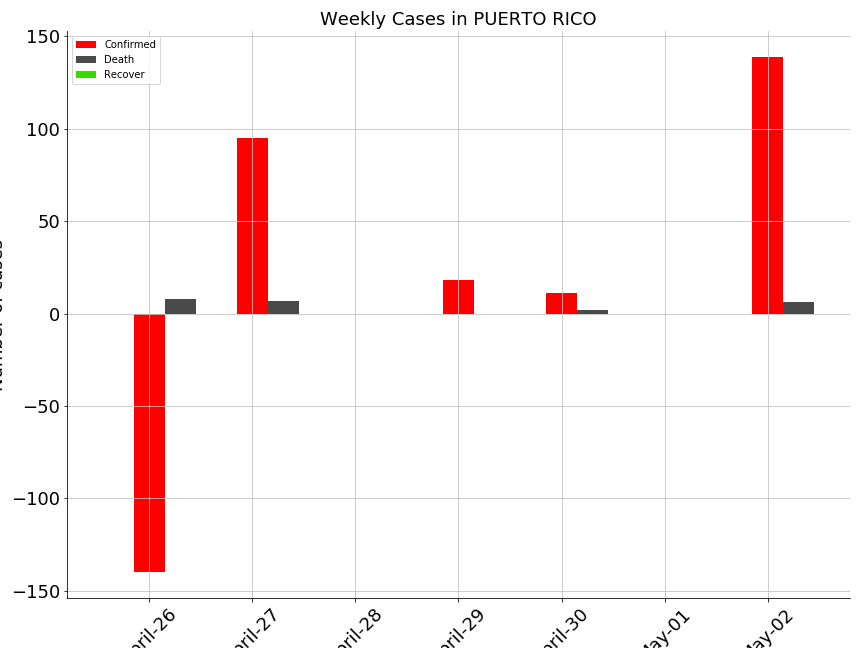 Weekly Cases in PUERTO RICO
Confirmed
Death
Recover
150
100
50
0
−50
−100
−150
pril-26
pril-27
pril-28
pril-29
pril-30
May-01
May-02